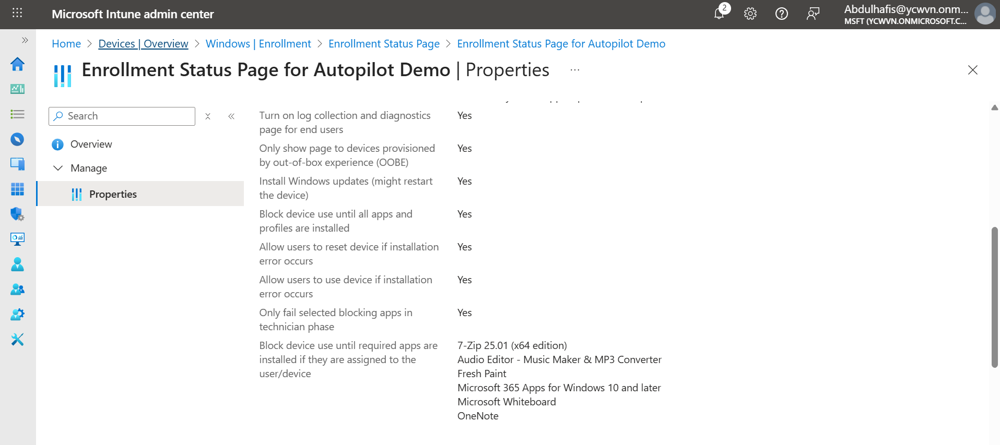 Microsoft Intune admin center
2
Abdulhafis@ycwvn.onm...
MSFT (YCWVN.ONMICROSOFT.C...
Home > Devices | Overview > Windows | Enrollment > Enrollment Status Page > Enrollment Status Page for Autopilot Demo
Enrollment Status Page for Autopilot Demo | Properties
Search
Overview
Manage
Properties
Turn on log collection and diagnostics
page for end users
Yes
Only show page to devices provisioned
by out-of-box experience (OOBE)
Yes
Install Windows updates (might restart
the device)
Yes
Block device use until all apps and
profiles are installed
Yes
Allow users to reset device if installation
error occurs
Yes
Allow users to use device if installation
error occurs
Yes
Only fail selected blocking apps in
technician phase
Yes
Block device use until required apps are
installed if they are assigned to the
user/device
7-Zip 25.01 (x64 edition)
Audio Editor - Music Maker & MP3 Converter
Fresh Paint
Microsoft 365 Apps for Windows 10 and later
Microsoft Whiteboard
OneNote